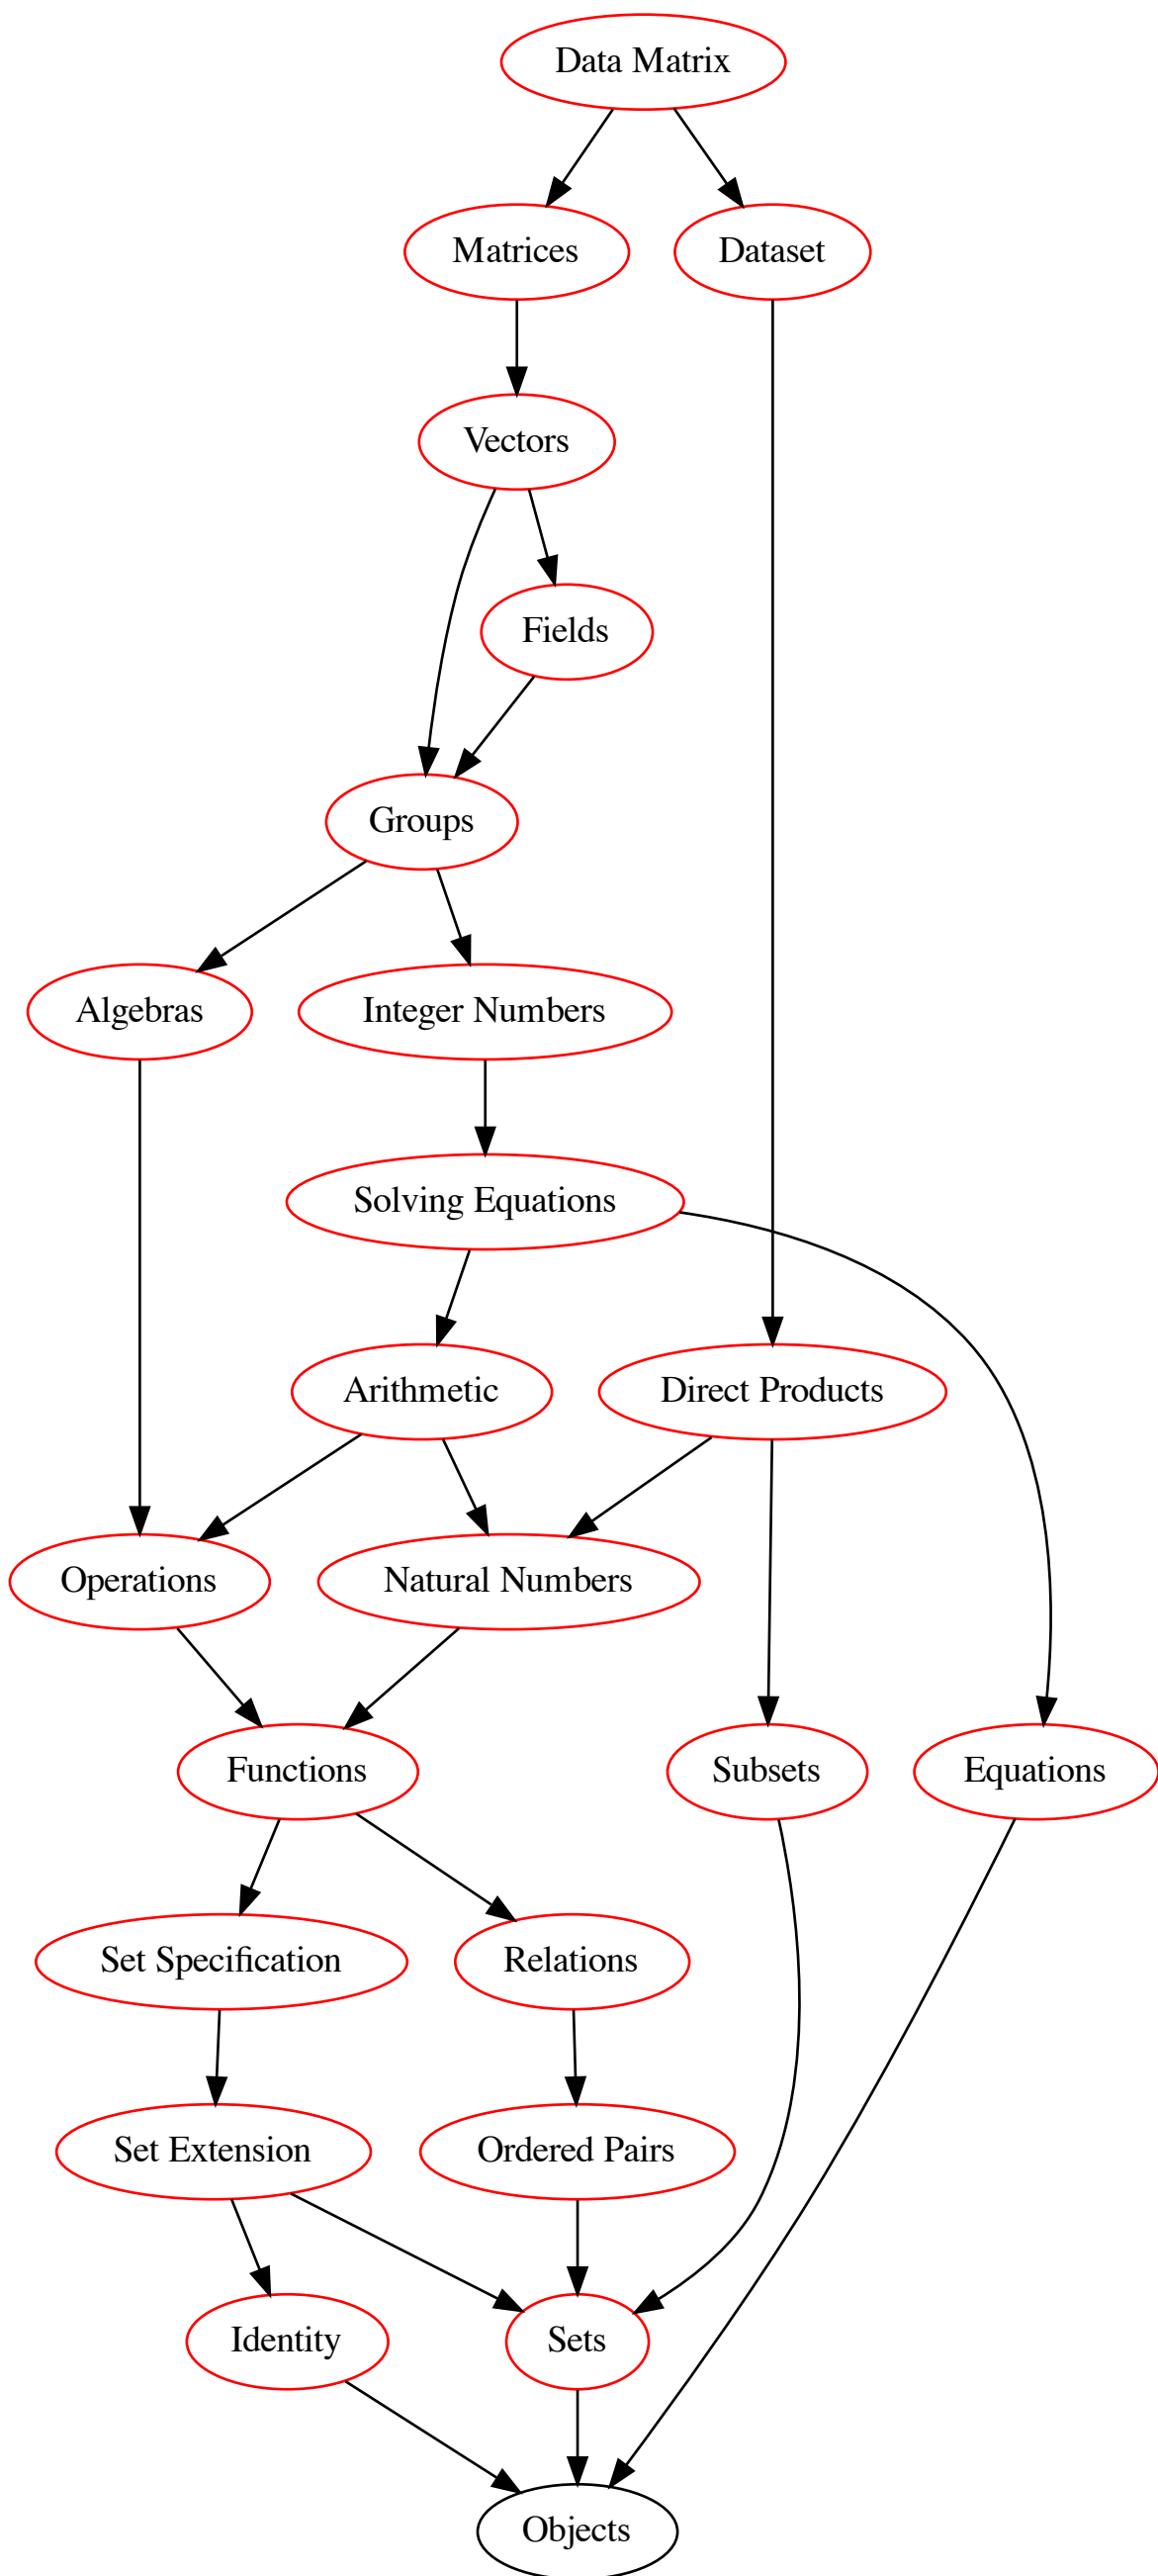 Data Matrix
Matrices
Dataset
Vectors
Fields
Groups
Algebras
Integer Numbers
Solving Equations
Arithmetic
Direct Products
Operations
Natural Numbers
Functions
Subsets
Equations
Set Specification
Relations
Set Extension
Ordered Pairs
Identity
Sets
Objects